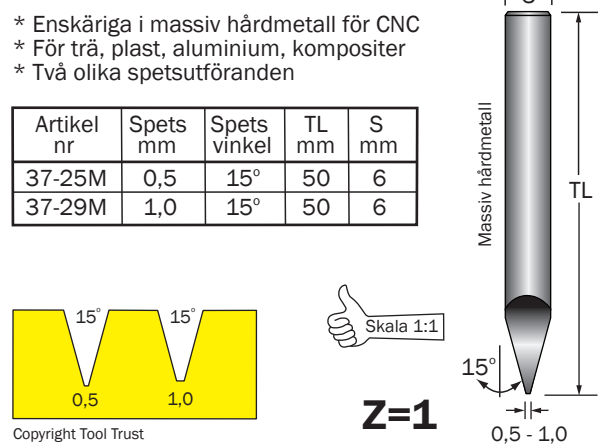 * Enskäriga i massiv hårdmetall för CNC
* För trä, plast, aluminium, kompositer
* Två olika spetsutföranden
Artikel nr Spets mm Spets vinkel TL mm S mm
37-25M 0,5 15° 50 6
37-29M 1,0 15° 50 6
Massiv hårdmetall
TL
15° 15°
0,5 1,0
Skala 1:1
15°
Z=1
0,5 - 1,0
Copyright Tool Trust